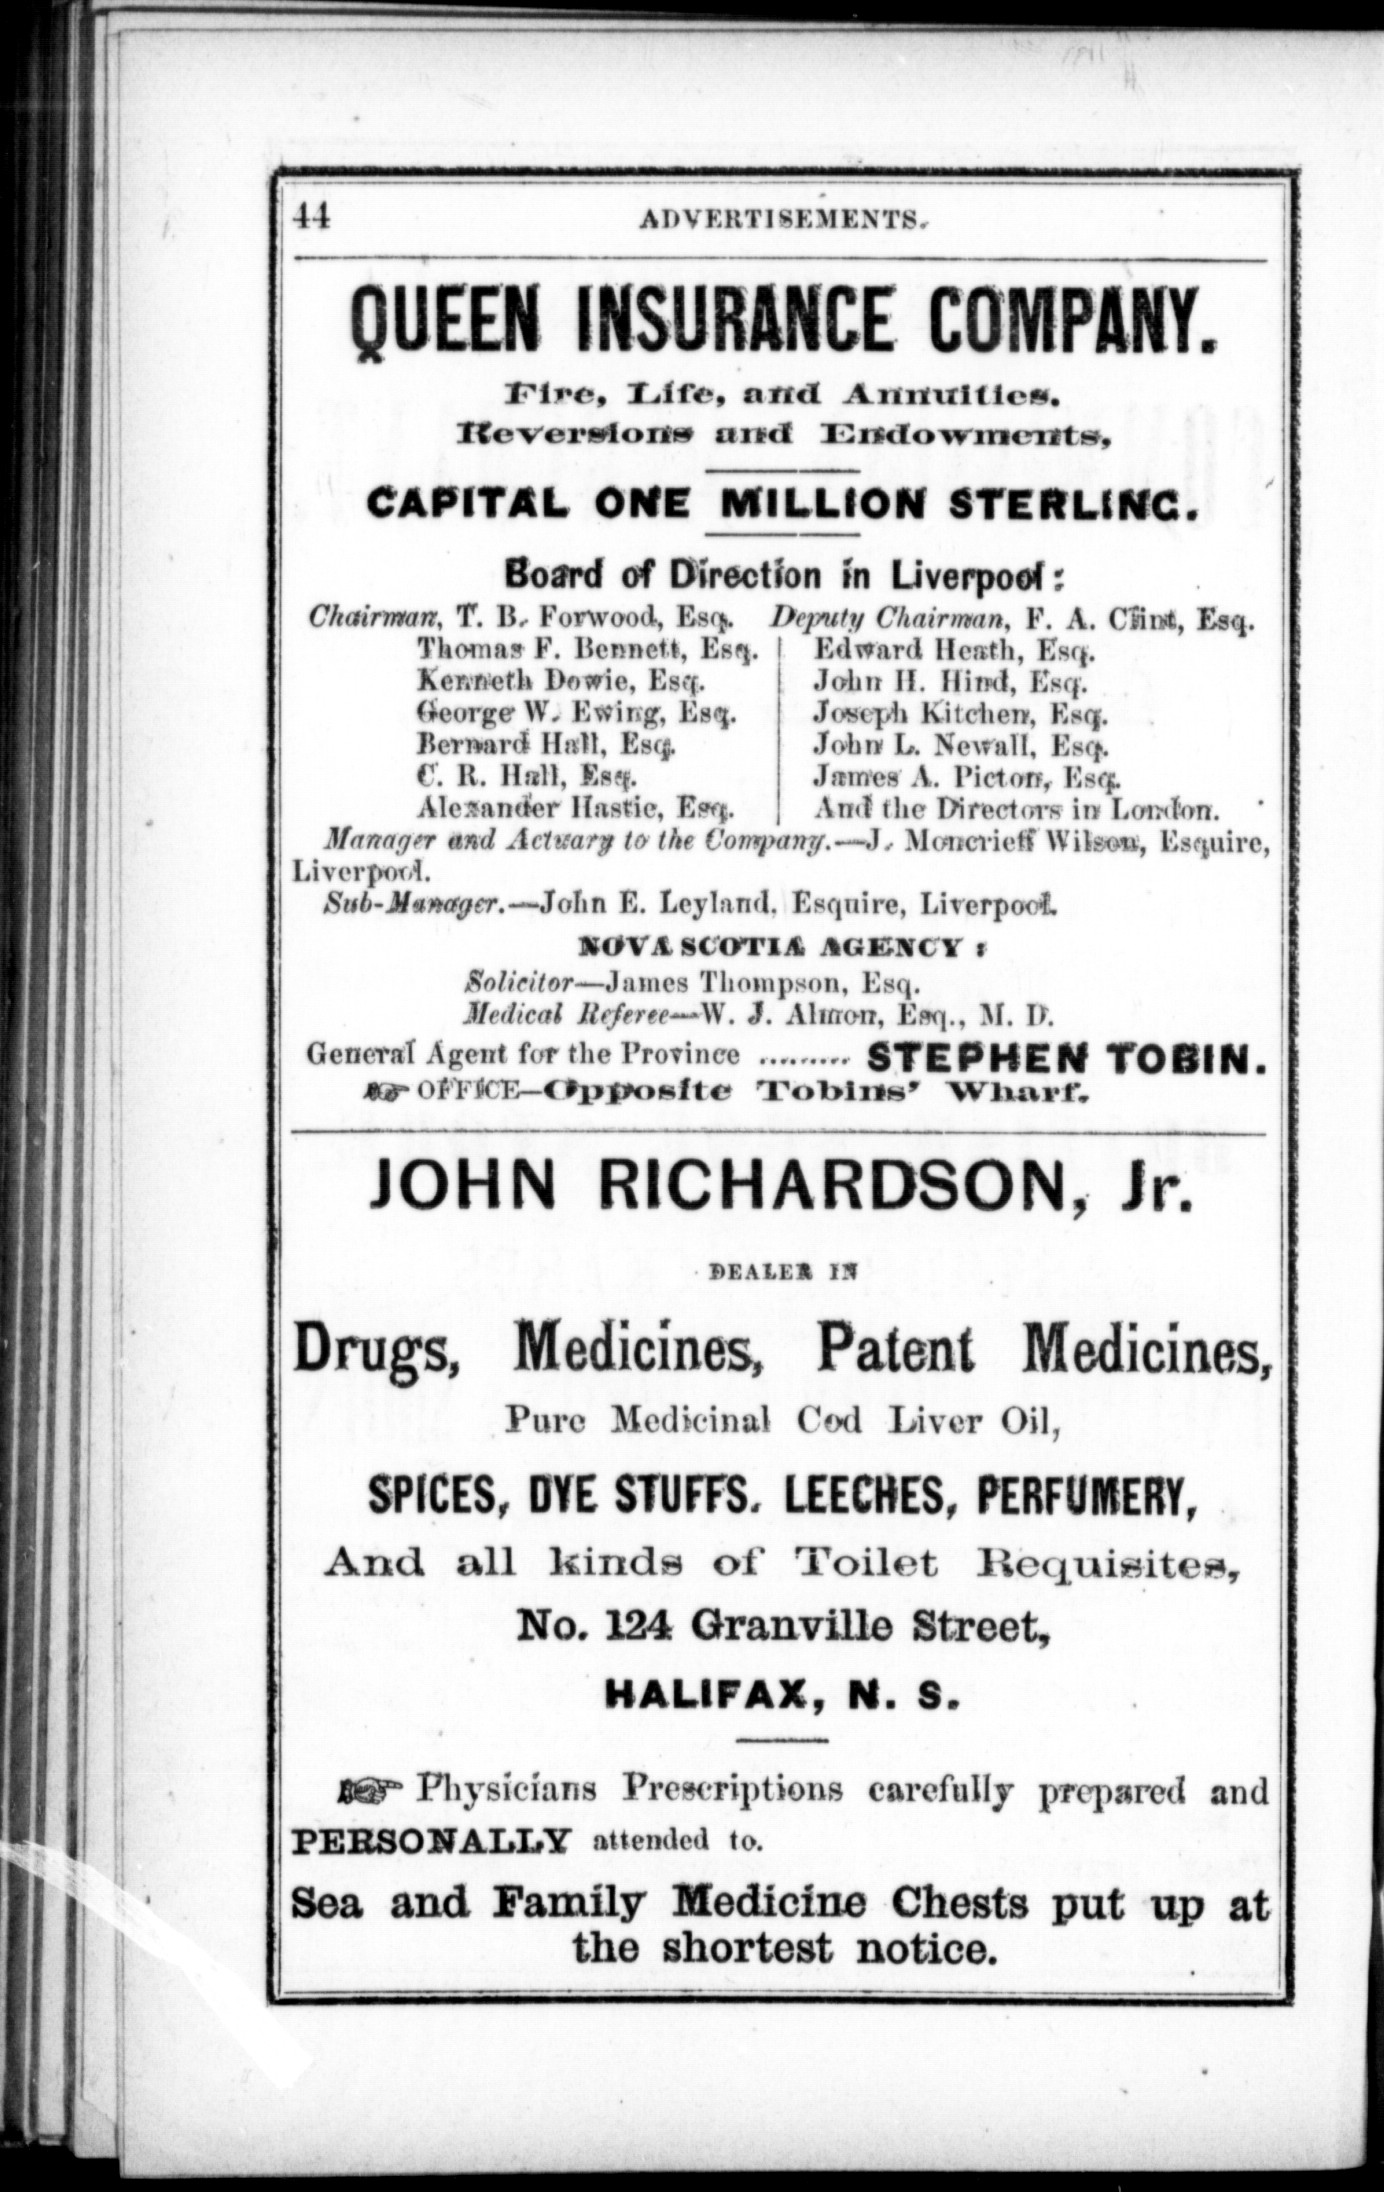 44 ADVERTISEMENTS.
QUEEN INSURANCE COMPANY.
Fire, Life, and Annuities.
Reversions and Endowments,
CAPITAL ONE MILLION STERLING.
Board of Direction in Liverpool:
Chairman, T. B. Forwood, Esq. Deputy Chairman, F. A. Clint, Esq.
Thomas F. Bennett, Esq. | Edward Heath, Esq.
Kenneth Dowie, Esq. | John H. Hind, Esq.
George W. Ewing, Esq. | Joseph Kitchen, Esq.
Bernard Hall, Esq. | John L. Newall, Esq.
C. R. Hall, Esq. | James A. Picton, Esq.
Alexander Hastie, Esq. | And the Directors in London.
Manager and Actuary to the Company.—J. Moncrieff Wilson, Esquire,
Liverpool.
Sub-Manager.—John E. Leyland, Esquire, Liverpool.
NOVA SCOTIA AGENCY:
Solicitor—James Thompson, Esq.
Medical Referee—W. J. Almon, Esq., M. D.
General Agent for the Province ......... STEPHEN TOBIN.
☞ OFFICE—Opposite Tobins' Wharf.
JOHN RICHARDSON, Jr.
DEALER IN
Drugs, Medicines, Patent Medicines,
Pure Medicinal Cod Liver Oil,
SPICES, DYE STUFFS. LEECHES, PERFUMERY,
And all kinds of Toilet Requisites,
No. 124 Granville Street,
HALIFAX, N. S.
☞ Physicians Prescriptions carefully prepared and
PERSONALLY attended to.
Sea and Family Medicine Chests put up at
the shortest notice.